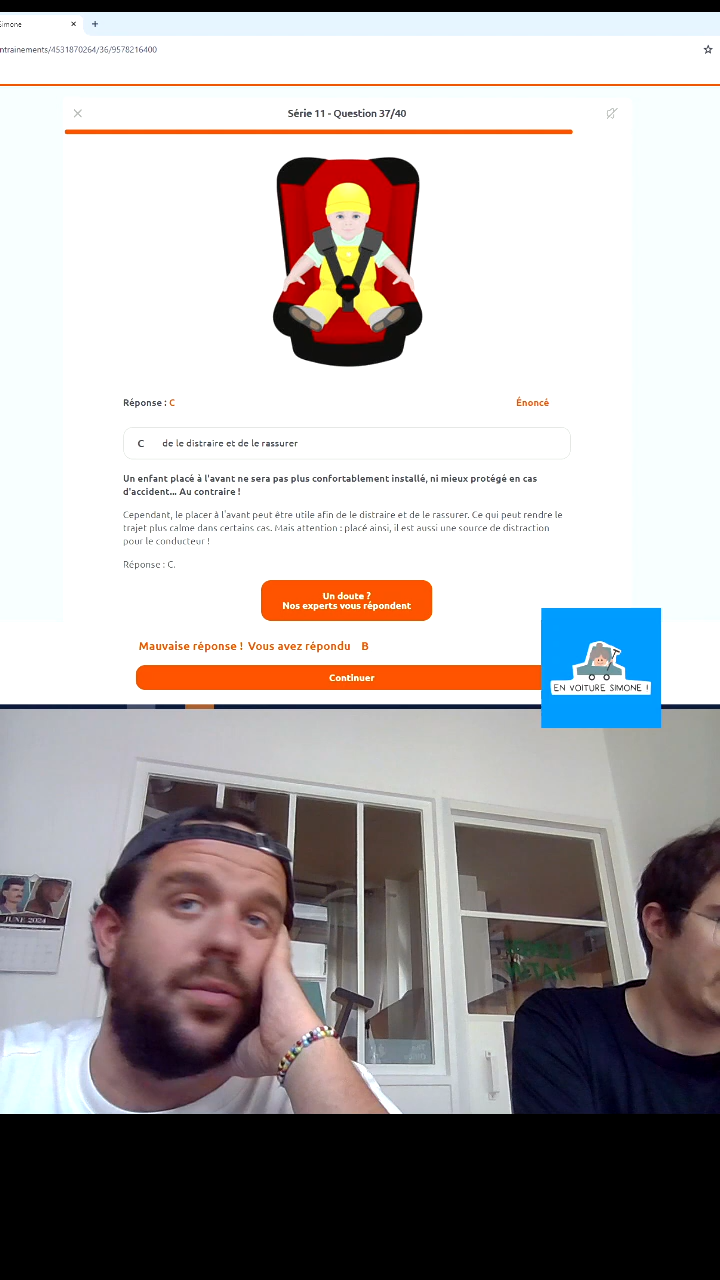 Simone
ntrainements/4531870264/36/9578216400
Série 11 - Question 37/40
Réponse : C
Énoncé
C de le distraire et de le rassurer
Un enfant placé à l'avant ne sera pas plus confortablement installé, ni mieux protégé en cas
d'accident... Au contraire !
Cependant, le placer à l'avant peut être utile afin de le distraire et de le rassurer. Ce qui peut rendre le
trajet plus calme dans certains cas. Mais attention : placé ainsi, il est aussi une source de distraction
pour le conducteur !
Réponse : C.
Un doute ?
Nos experts vous répondent
Mauvaise réponse ! Vous avez répondu B
Continuer
EN VOITURE SIMONE !
JUNE 2024